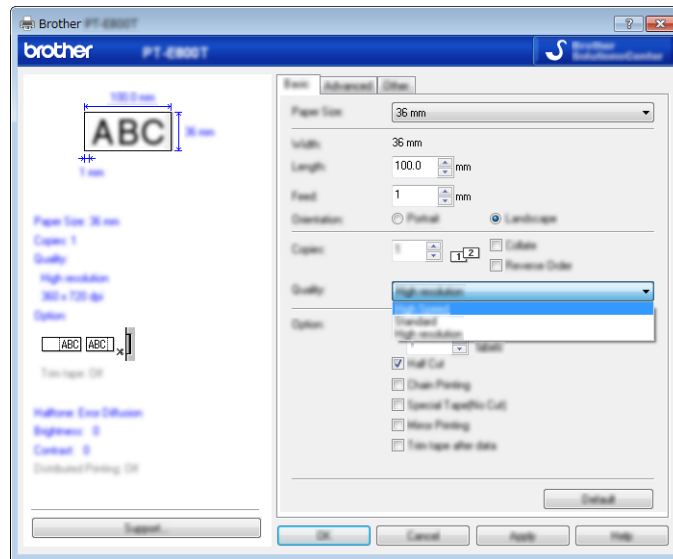 Brother PT-E800T
brother PT-E800T Brother SolutionsCenter
Basic Advanced Other
100.0 mm
ABC
36 mm
1 mm
Paper Size: 36 mm
Copies: 1
Quality:
High resolution
360 x 720 dpi
Option:
ABC ABC
Trim tape: Off
Halftone: Error Diffusion
Brightness: 0
Contrast: 0
Distributed Printing: Off
Support...
Paper Size: 36 mm
Width: 36 mm
Length: 100.0 mm
Feed: 1 mm
Orientation: Portrait Landscape
Copies: 1 1 2 Collate
Reverse Order
Quality: High resolution
High Speed
Standard
High resolution
Option:
labels
Half Cut
Chain Printing
Special Tape(No Cut)
Mirror Printing
Trim tape after data
Default
OK Cancel Apply Help